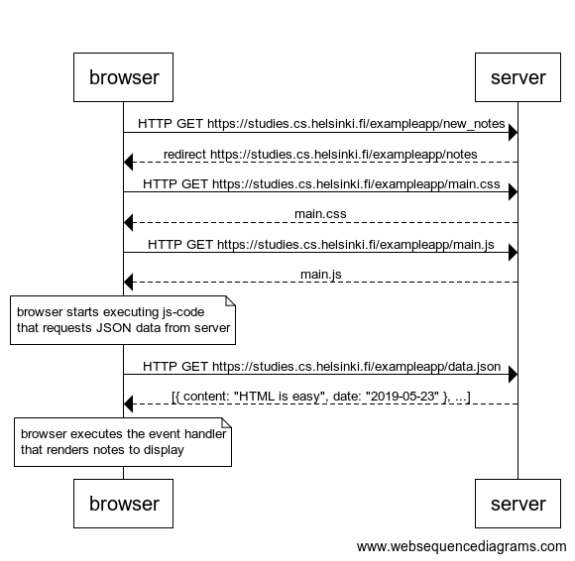 browser
server
HTTP GET https://studies.cs.helsinki.fi/exampleapp/new_notes
redirect https://studies.cs.helsinki.fi/exampleapp/notes
HTTP GET https://studies.cs.helsinki.fi/exampleapp/main.css
main.css
HTTP GET https://studies.cs.helsinki.fi/exampleapp/main.js
main.js
browser starts executing js-code
that requests JSON data from server
HTTP GET https://studies.cs.helsinki.fi/exampleapp/data.json
[{ content: "HTML is easy", date: "2019-05-23" }, ...]
browser executes the event handler
that renders notes to display
browser
server
www.websequencediagrams.com